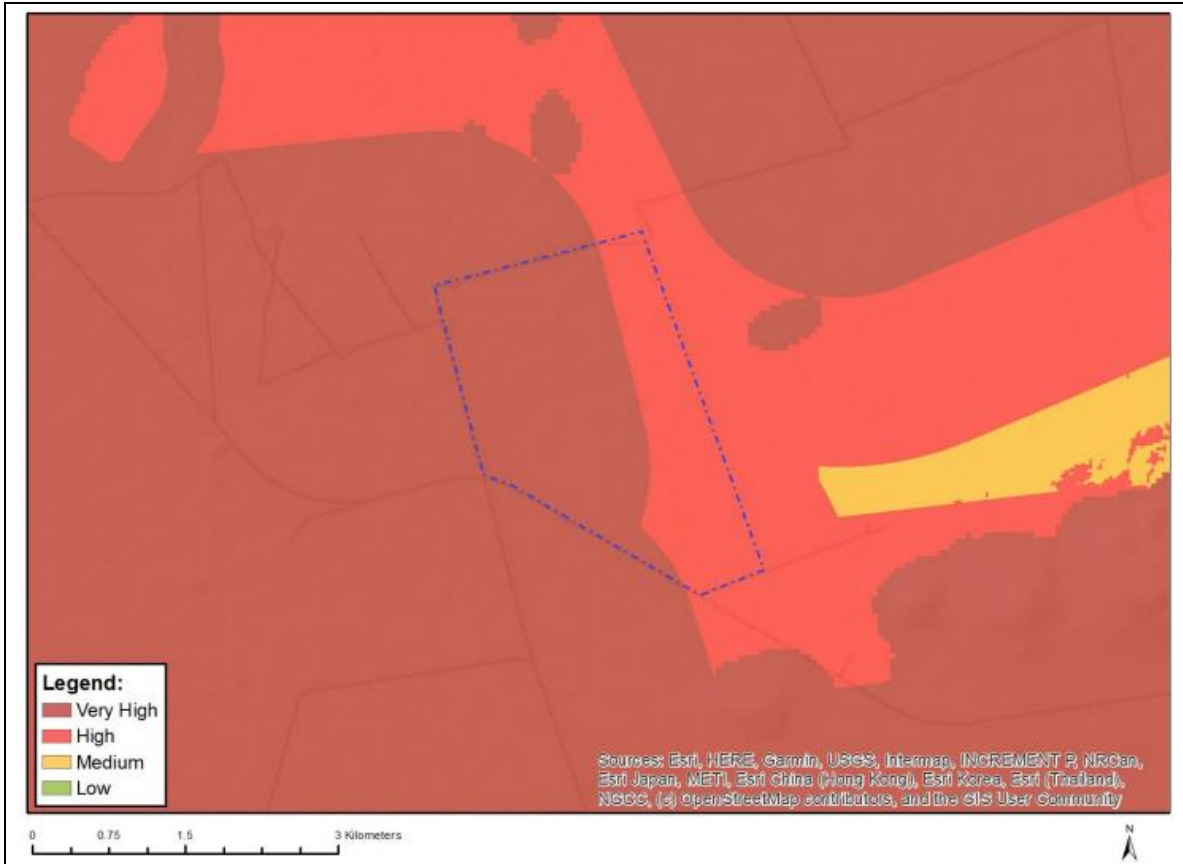 Legend:
Very High
High
Medium
Low
Sources: Esri, HERE, Garmin, USGS, Intermap, INCREMENT P, NRCan,
Esri Japan, METI, Esri China (Hong Kong), Esri Korea, Esri (Thailand),
NGCC, (c) OpenStreetMap contributors, and the GIS User Community
0 0.75 1.5 3 Kilometers
N